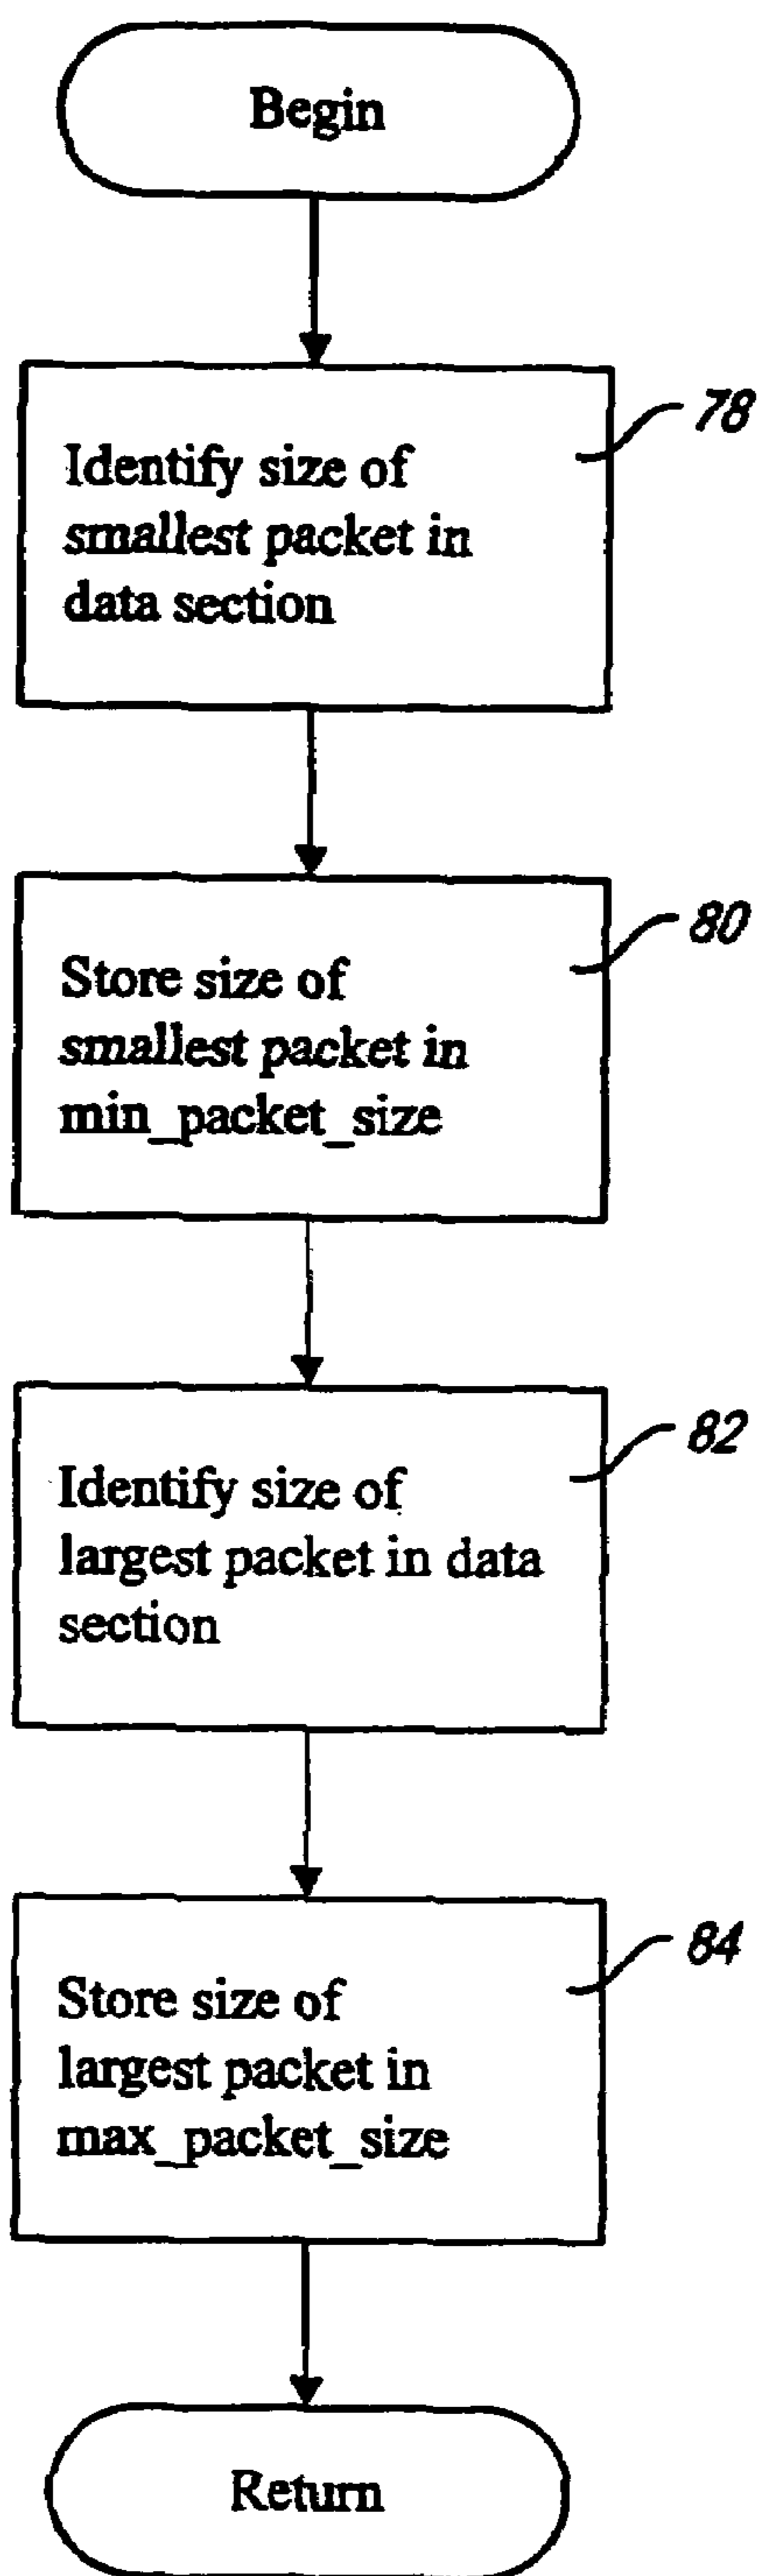 Begin
78
Identify size of
smallest packet in
data section
80
Store size of
smallest packet in
min_packet_size
82
Identify size of
largest packet in data
section
84
Store size of
largest packet in
max_packet_size
Return